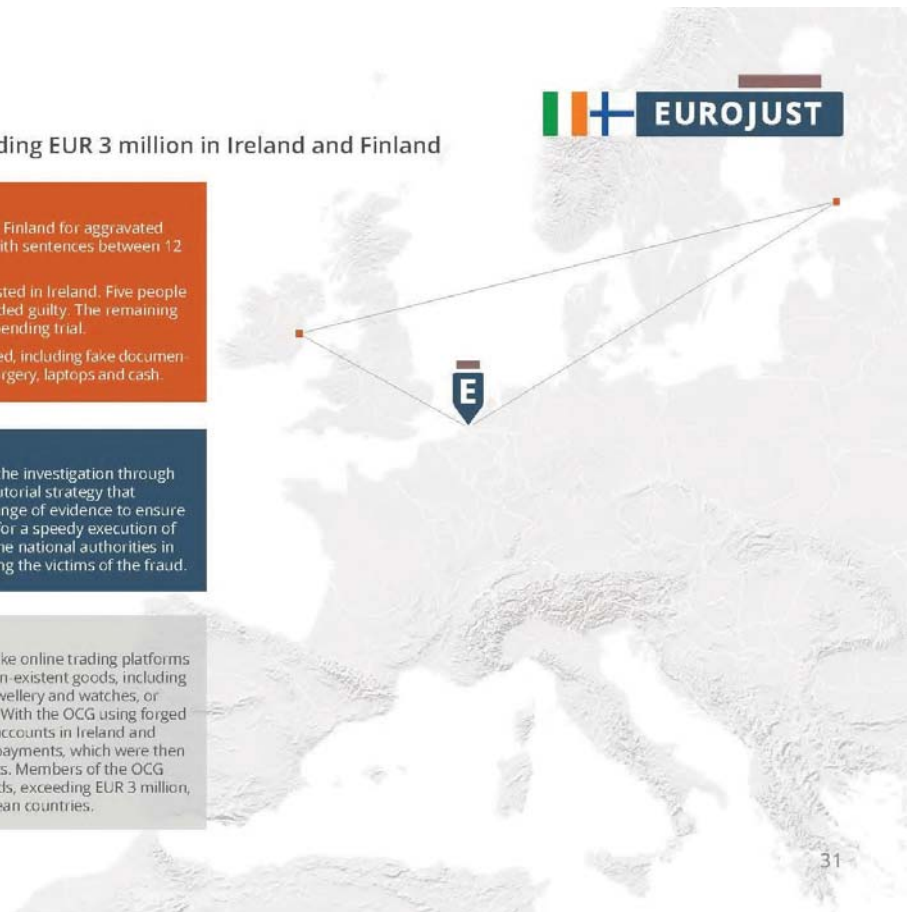 EUROJUST
ding EUR 3 million in Ireland and Finland
Finland for aggravated
ith sentences between 12
sted in Ireland. Five people
ded guilty. The remaining
pending trial.
ed, including fake documen-
rgery, laptops and cash.
E
he investigation through
utorial strategy that
nge of evidence to ensure
for a speedy execution of
he national authorities in
ng the victims of the fraud.
ke online trading platforms
n-existent goods, including
wellery and watches, or
With the OCG using forged
accounts in Ireland and
payments, which were then
s. Members of the OCG
ds, exceeding EUR 3 million,
ean countries.
31